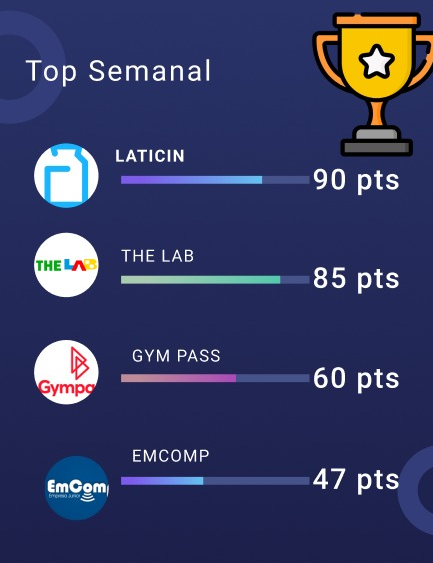 Top Semanal
LATICIN
90 pts
THE LAB
THE LAB
85 pts
GYM PASS
Gympa
60 pts
EMCOMP
EmCom
Empresa Júnior
47 pts